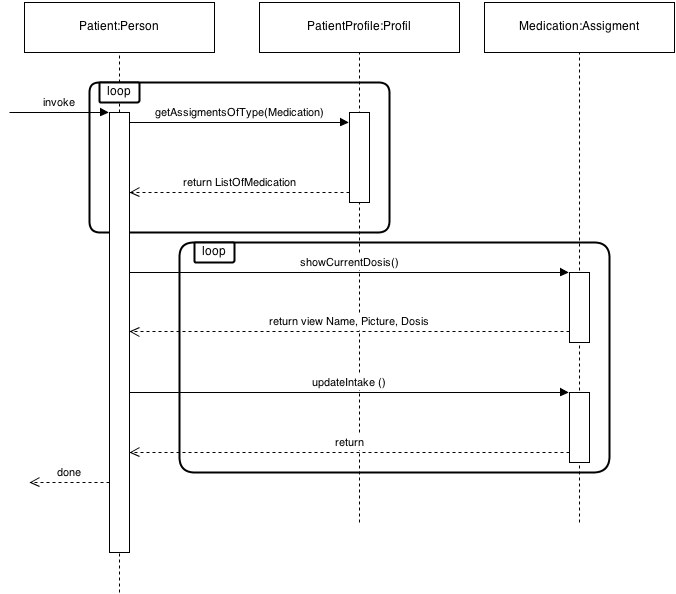 Patient:Person
PatientProfile:Profil
Medication:Assigment
loop
invoke
getAssigmentsOfType(Medication)
return ListOfMedication
loop
showCurrentDosis()
return view Name, Picture, Dosis
updateIntake ()
return
done